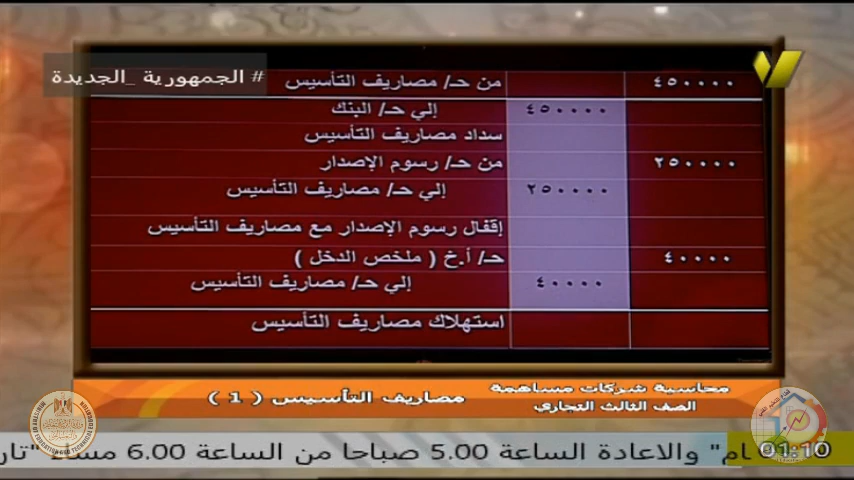 # الجمهورية _الجديدة
٤٥٠٠٠٠ من حـ/ مصاريف التأسيس
٤٥٠٠٠٠ إلي حـ/ البنك
سداد مصاريف التأسيس
٢٥٠٠٠٠ من حـ/ رسوم الإصدار
٢٥٠٠٠٠ إلي حـ/ مصاريف التأسيس
إقفال رسوم الإصدار مع مصاريف التأسيس
٤٠٠٠٠ حـ/ أ.خ ( ملخص الدخل )
٤٠٠٠٠ إلي حـ/ مصاريف التأسيس
استهلاك مصاريف التأسيس
محاسبة شركات مساهمة
الصف الثالث التجاري
مصاريف التأسيس ( 1 )
01:10
ام" والاعادة الساعة 5.00 صباحا من الساعة 6.00 مساء "تار